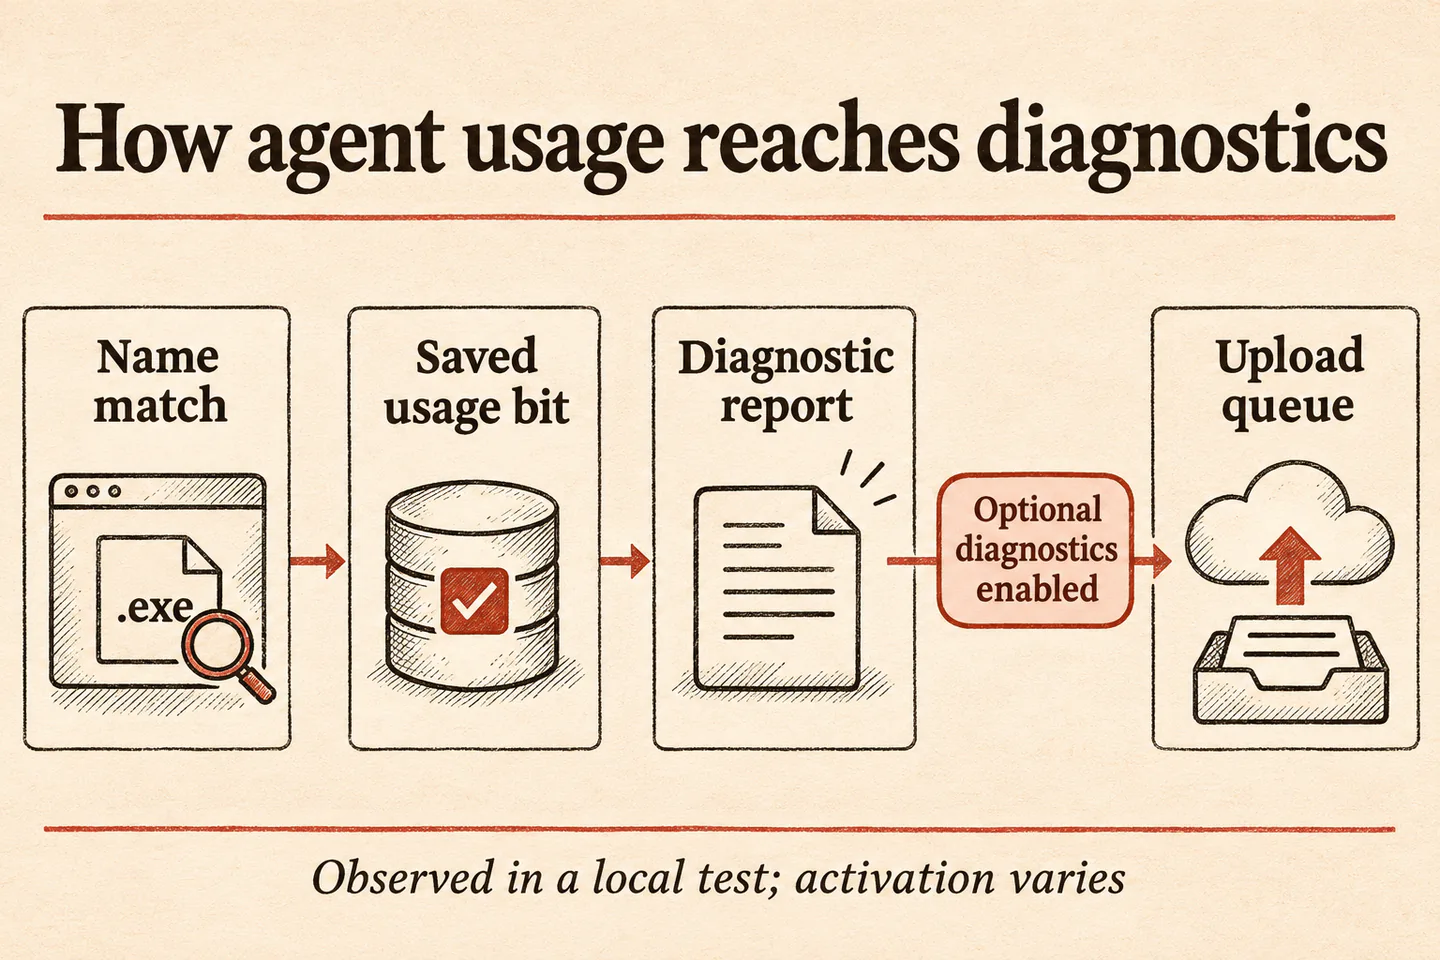 How agent usage reaches diagnostics
Name
match
.exe
Saved
usage bit
Diagnostic
report
Optional
diagnostics
enabled
Upload
queue
Observed in a local test; activation varies